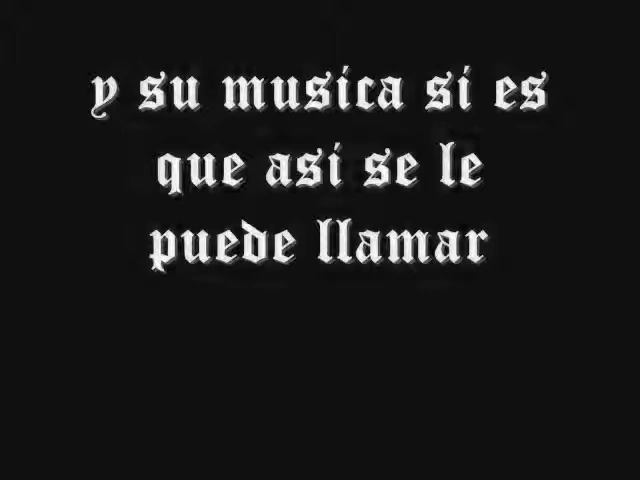 y su musica si es
que asi se le
puede llamar